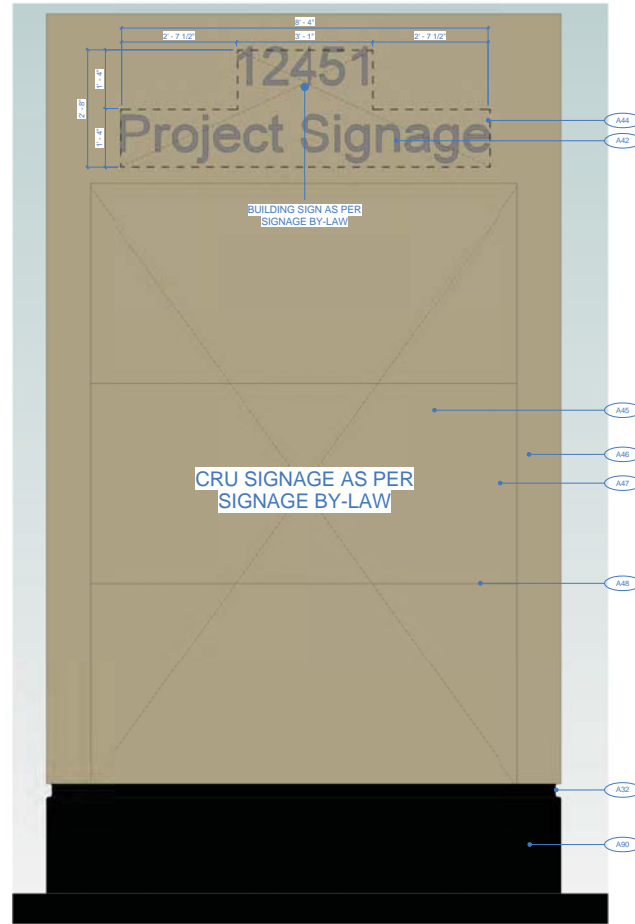 8' - 4"
2' - 7 1/2"
3' - 1"
2' - 7 1/2"
12451
1' - 4"
2' - 8"
1' - 4"
Project Signage
A44
A42
BUILDING SIGN AS PER
SIGNAGE BY-LAW
A45
A46
CRU SIGNAGE AS PER
SIGNAGE BY-LAW
A47
A48
A32
A90